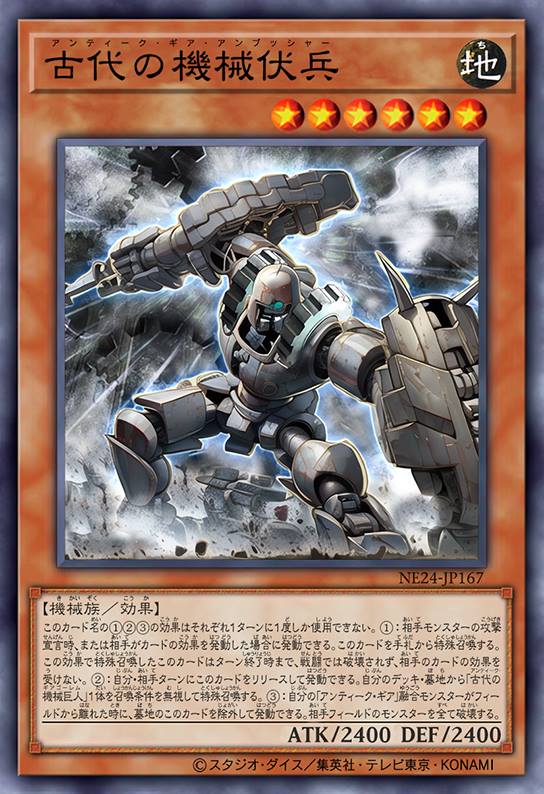 アンティーク・ギア・アンブッシャー
古代の機械伏兵
ち
地
NE24-JP167
きかいぞく こうか
【機械族／効果】
このカード名の①②③の効果はそれぞれ1ターンに1度しか使用できない。①：相手モンスターの攻撃
宣言時、または相手がカードの効果を発動した場合に発動できる。このカードを手札から特殊召喚する。
この効果で特殊召喚したこのカードはターン終了時まで、戦闘では破壊されず、相手のカードの効果を
受けない。②：自分・相手ターンにこのカードをリリースして発動できる。自分のデッキ・墓地から「古代の
機械巨人」1体を召喚条件を無視して特殊召喚する。③：自分の「アンティーク・ギア」融合モンスターがフィー
ルドから離れた時に、墓地のこのカードを除外して発動できる。相手フィールドのモンスターを全て破壊する。
ATK/2400 DEF/2400
©スタジオ・ダイス／集英社・テレビ東京・KONAMI